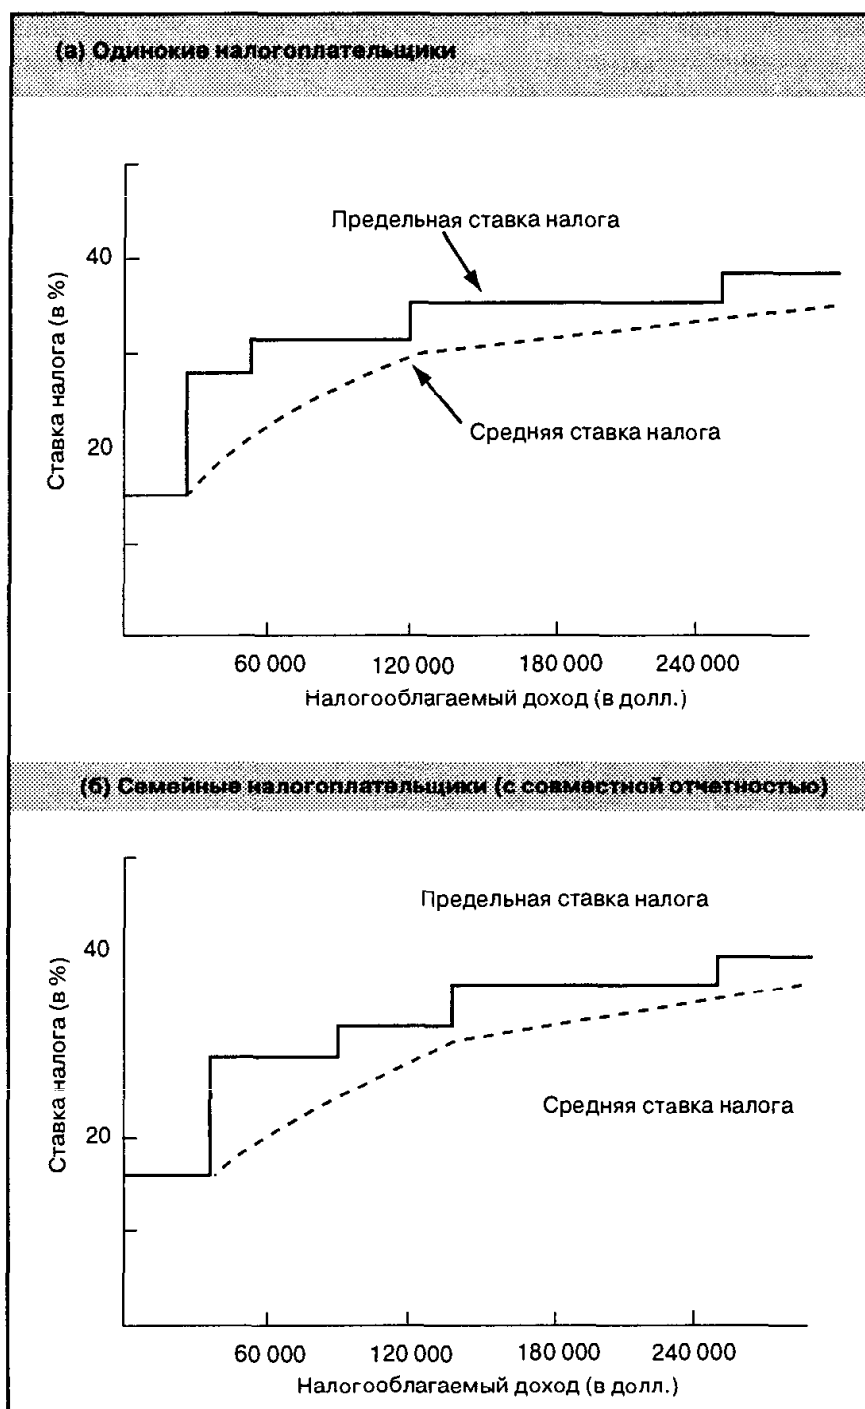 (а) Одинокие налогоплательщики
Предельная ставка налога
40
Ставка налога (в %)
Средняя ставка налога
20
60 000 120 000 180 000 240 000
Налогооблагаемый доход (в долл.)
(б) Семейные налогоплательщики (с совместной отчетностью)
Предельная ставка налога
40
Ставка налога (в %)
Средняя ставка налога
20
60 000 120 000 180 000 240 000
Налогооблагаемый доход (в долл.)